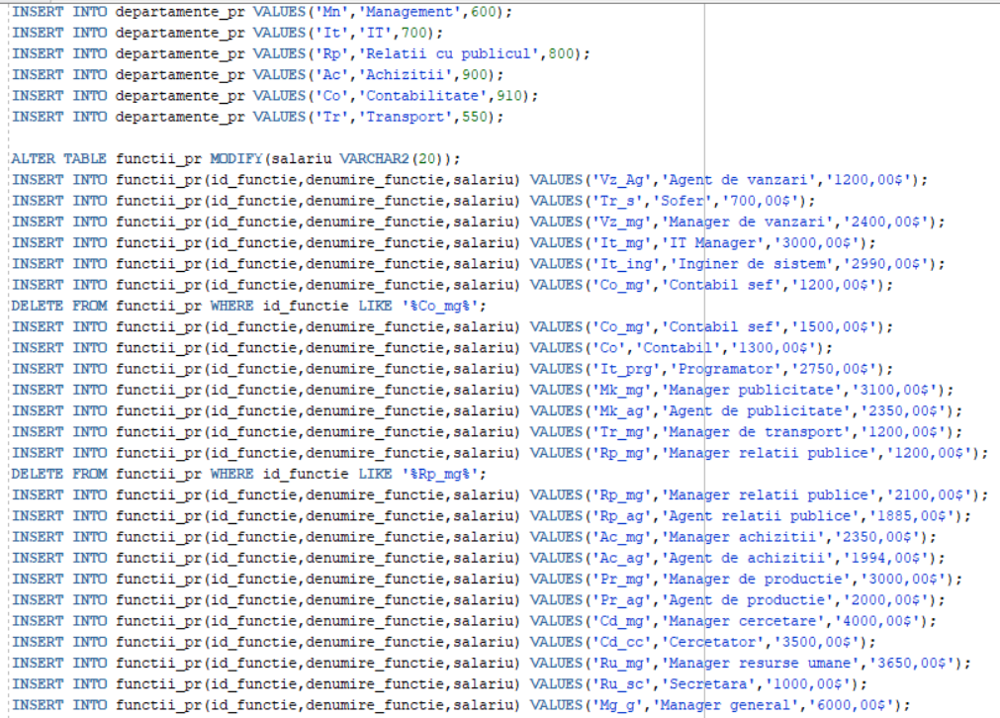 INSERT INTO departamente_pr VALUES('Mn','Management',600);
INSERT INTO departamente_pr VALUES('It','IT',700);
INSERT INTO departamente_pr VALUES('Rp','Relatii cu publicul',800);
INSERT INTO departamente_pr VALUES('Ac','Achizitii',900);
INSERT INTO departamente_pr VALUES('Co','Contabilitate',910);
INSERT INTO departamente_pr VALUES('Tr','Transport',550);
ALTER TABLE functii_pr MODIFY(salariu VARCHAR2(20));
INSERT INTO functii_pr(id_functie,denumire_functie,salariu) VALUES('Vz_Ag','Agent de vanzari','1200,00$');
INSERT INTO functii_pr(id_functie,denumire_functie,salariu) VALUES('Tr_s','Sofer','700,00$');
INSERT INTO functii_pr(id_functie,denumire_functie,salariu) VALUES('Vz_mg','Manager de vanzari','2400,00$');
INSERT INTO functii_pr(id_functie,denumire_functie,salariu) VALUES('It_mg','IT Manager','3000,00$');
INSERT INTO functii_pr(id_functie,denumire_functie,salariu) VALUES('It_ing','Inginer de sistem','2990,00$');
INSERT INTO functii_pr(id_functie,denumire_functie,salariu) VALUES('Co_mg','Contabil sef','1200,00$');
DELETE FROM functii_pr WHERE id_functie LIKE '%Co_mg%';
INSERT INTO functii_pr(id_functie,denumire_functie,salariu) VALUES('Co_mg','Contabil sef','1500,00$');
INSERT INTO functii_pr(id_functie,denumire_functie,salariu) VALUES('Co','Contabil','1300,00$');
INSERT INTO functii_pr(id_functie,denumire_functie,salariu) VALUES('It_prg','Programator','2750,00$');
INSERT INTO functii_pr(id_functie,denumire_functie,salariu) VALUES('Mk_mg','Manager publicitate','3100,00$');
INSERT INTO functii_pr(id_functie,denumire_functie,salariu) VALUES('Mk_ag','Agent de publicitate','2350,00$');
INSERT INTO functii_pr(id_functie,denumire_functie,salariu) VALUES('Tr_mg','Manager de transport','1200,00$');
INSERT INTO functii_pr(id_functie,denumire_functie,salariu) VALUES('Rp_mg','Manager relatii publice','1200,00$');
DELETE FROM functii_pr WHERE id_functie LIKE '%Rp_mg%';
INSERT INTO functii_pr(id_functie,denumire_functie,salariu) VALUES('Rp_mg','Manager relatii publice','2100,00$');
INSERT INTO functii_pr(id_functie,denumire_functie,salariu) VALUES('Rp_ag','Agent relatii publice','1885,00$');
INSERT INTO functii_pr(id_functie,denumire_functie,salariu) VALUES('Ac_mg','Manager achizitii','2350,00$');
INSERT INTO functii_pr(id_functie,denumire_functie,salariu) VALUES('Ac_ag','Agent de achizitii','1994,00$');
INSERT INTO functii_pr(id_functie,denumire_functie,salariu) VALUES('Pr_mg','Manager de productie','3000,00$');
INSERT INTO functii_pr(id_functie,denumire_functie,salariu) VALUES('Pr_ag','Agent de productie','2000,00$');
INSERT INTO functii_pr(id_functie,denumire_functie,salariu) VALUES('Cd_mg','Manager cercetare','4000,00$');
INSERT INTO functii_pr(id_functie,denumire_functie,salariu) VALUES('Cd_cc','Cercetator','3500,00$');
INSERT INTO functii_pr(id_functie,denumire_functie,salariu) VALUES('Ru_mg','Manager resurse umane','3650,00$');
INSERT INTO functii_pr(id_functie,denumire_functie,salariu) VALUES('Ru_sc','Secretara','1000,00$');
INSERT INTO functii_pr(id_functie,denumire_functie,salariu) VALUES('Mg_g','Manager general','6000,00$');